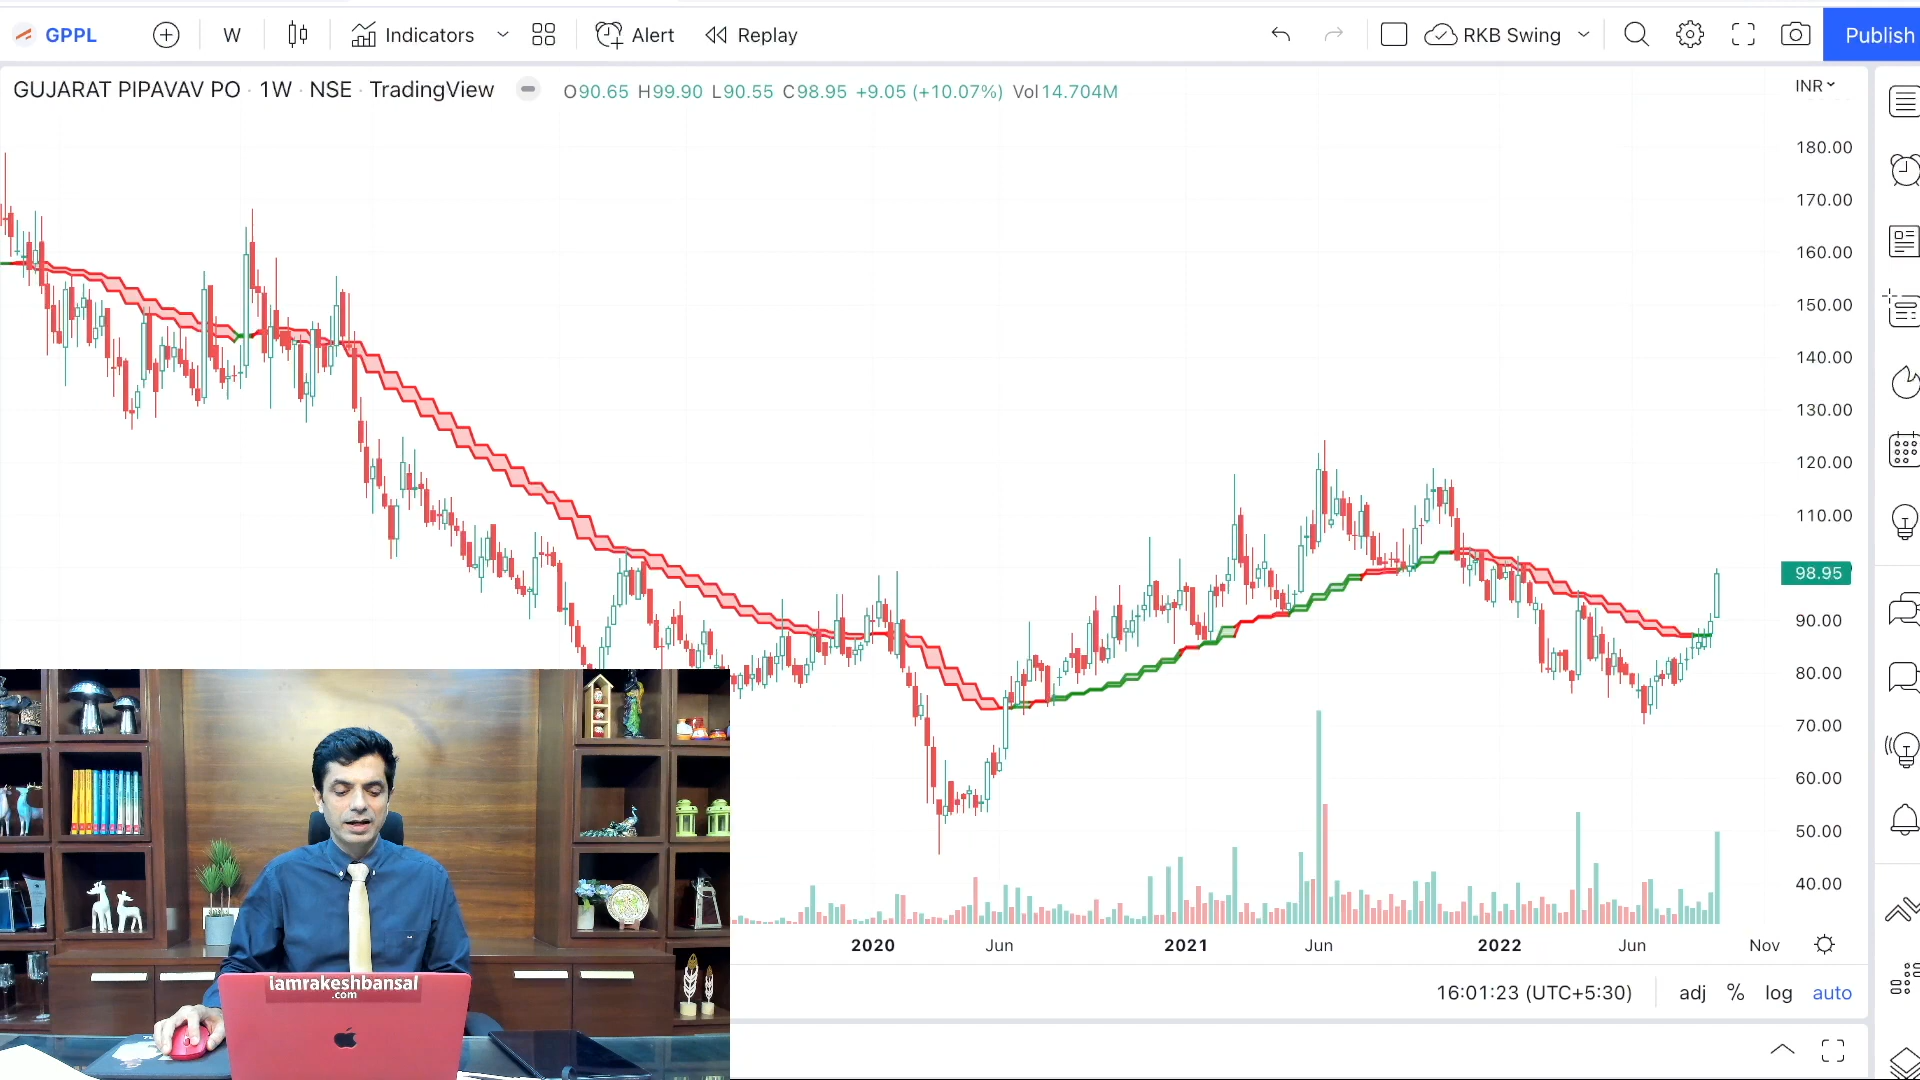 GPPL W Indicators Alert Replay RKB Swing Publish
GUJARAT PIPAVAV PO · 1W · NSE · TradingView O90.65 H99.90 L90.55 C98.95 +9.05 (+10.07%) Vol14.704M
INR
180.00
170.00
160.00
150.00
140.00
130.00
120.00
110.00
98.95
90.00
80.00
70.00
60.00
50.00
40.00
2020 Jun 2021 Jun 2022 Jun Nov
16:01:23 (UTC+5:30) adj % log auto
Iamrakeshbansal
.com